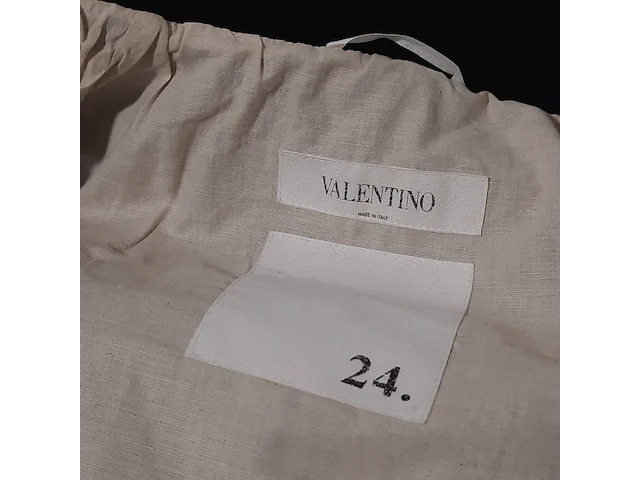 VALENTINO
MADE IN ITALY
24.